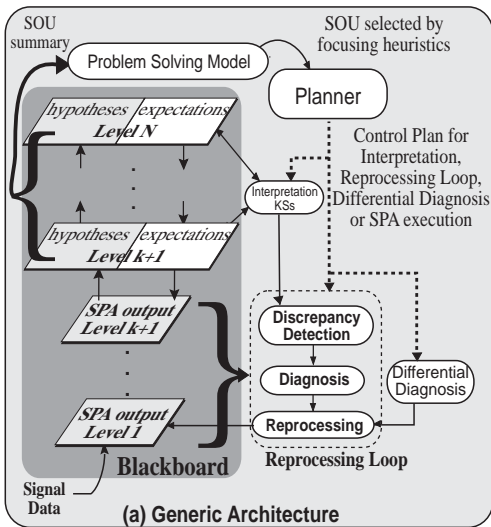 SOU
summary
SOU selected by
focusing heuristics
Problem Solving Model
Planner
hypotheses expectations
Level N
Control Plan for
Interpretation,
Reprocessing Loop,
Differential Diagnosis
or SPA execution
Interpretation
KSs
hypotheses expectations
Level k+1
SPA output
Level k+1
Discrepancy
Detection
Diagnosis
Differential
Diagnosis
SPA output
Level 1
Reprocessing
Reprocessing Loop
Blackboard
Signal
Data
(a) Generic Architecture